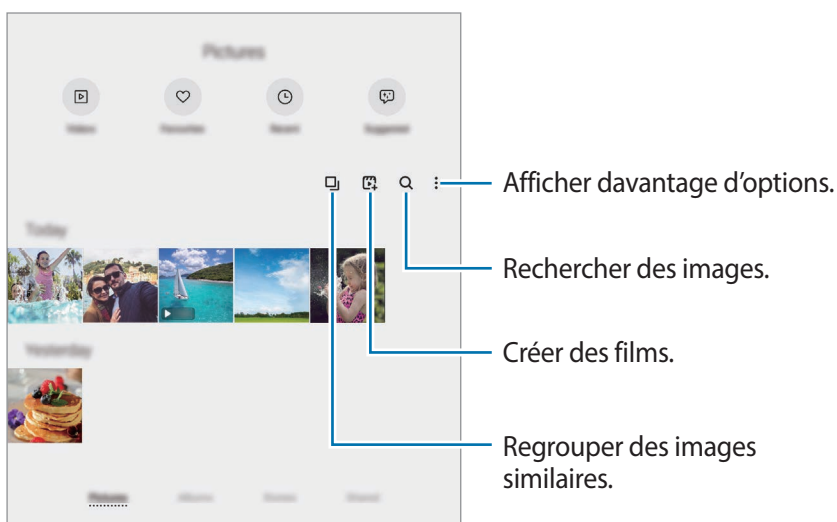 Pictures
Videos
Favourites
Recent
Suggested
Afficher davantage d’options.
Today
Rechercher des images.
Yesterday
Créer des films.
Regrouper des images
similaires.
Pictures
Albums
Stories
Shared